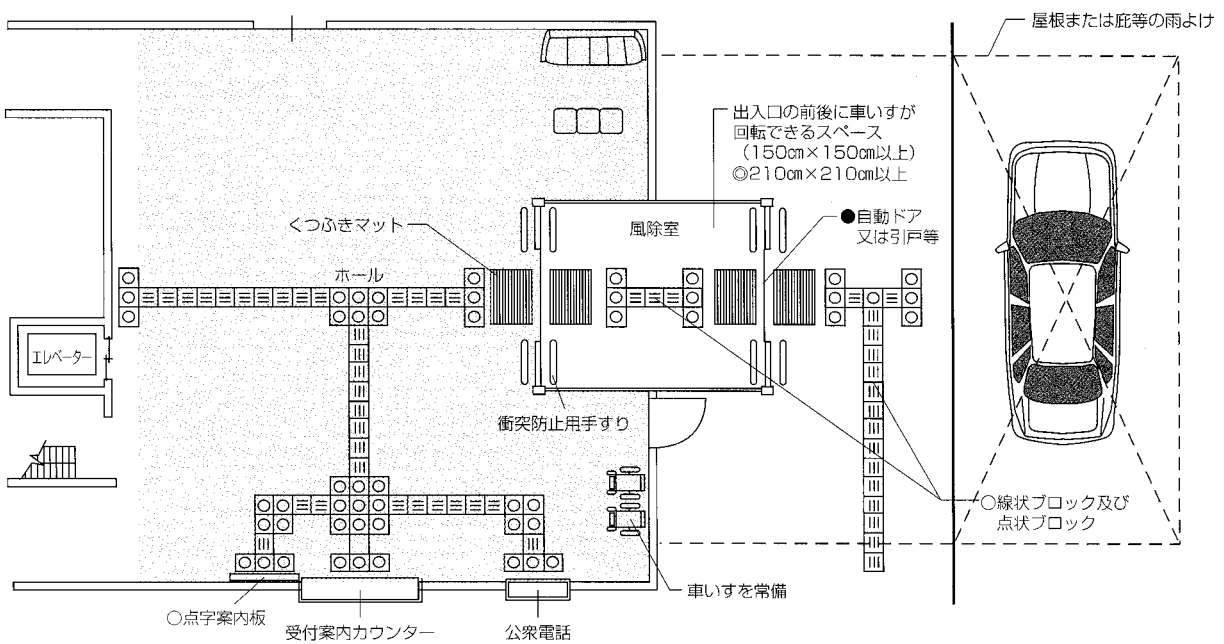 屋根または庇等の雨よけ
出入口の前後に車いすが
回転できるスペース
(150㎝×150㎝以上)
◎210㎝×210㎝以上
くつふきマット
風除室
●自動ドア
又は引戸等
ホール
エレベーター
衝突防止用手すり
○線状ブロック及び
点状ブロック
○点字案内板
受付案内カウンター
公衆電話
車いすを常備